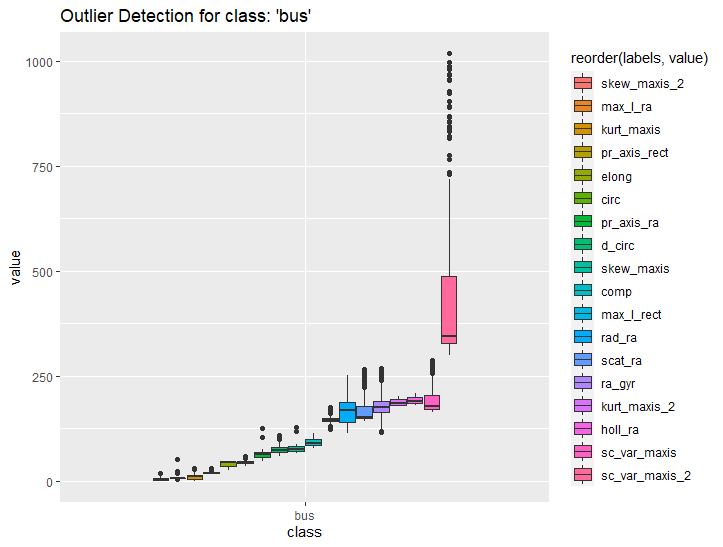 Outlier Detection for class: 'bus'
1000
750
500
250
0
value
bus
class
reorder(labels, value)
skew_maxis_2
max_l_ra
kurt_maxis
pr_axis_rect
elong
circ
pr_axis_ra
d_circ
skew_maxis
comp
max_l_rect
rad_ra
scat_ra
ra_gyr
kurt_maxis_2
holl_ra
sc_var_maxis
sc_var_maxis_2